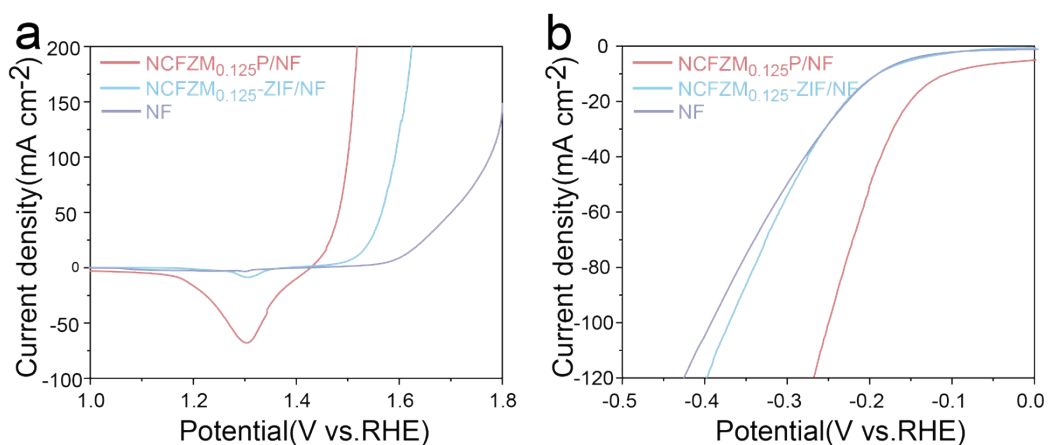 a
200
150
100
50
0
-50
-100
1.0
1.2
1.4
1.6
1.8
NCFZM0.125P/NF
NCFZM0.125-ZIF/NF
NF
Current density(mA cm-2)
Potential(V vs.RHE)
b
0
-20
-40
-60
-80
-100
-120
-0.5
-0.4
-0.3
-0.2
-0.1
0.0
NCFZM0.125P/NF
NCFZM0.125-ZIF/NF
NF
Current density(mA cm-2)
Potential(V vs.RHE)